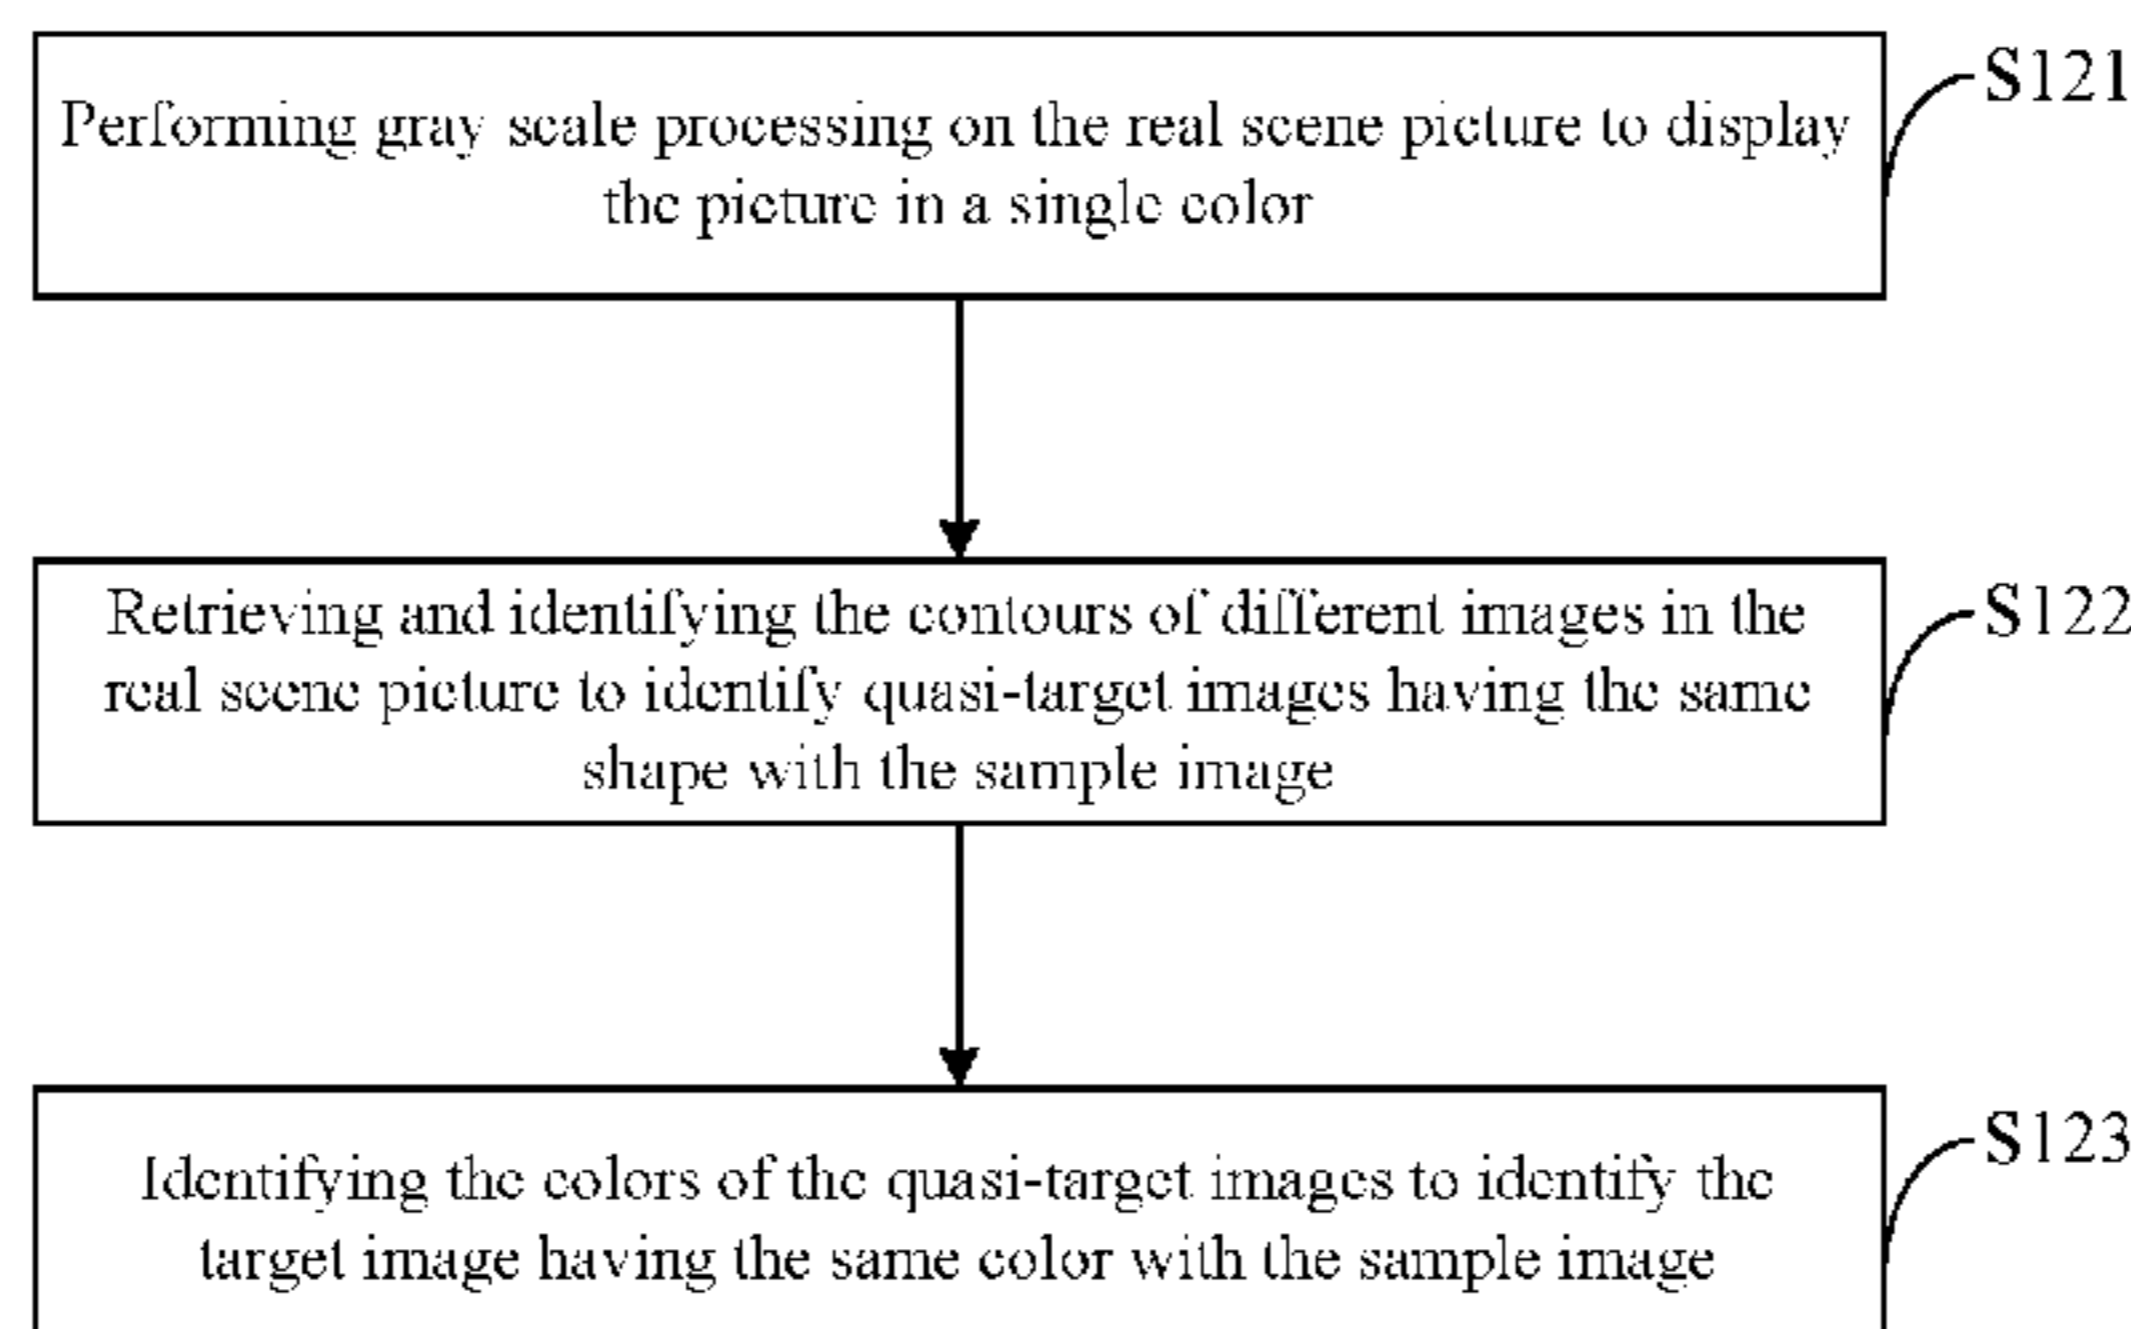 Performing gray scale processing on the real scene picture to display
the picture in a single color
S121
Retrieving and identifying the contours of different images in the
real scene picture to identify quasi-target images having the same
shape with the sample image
S122
Identifying the colors of the quasi-target images to identify the
target image having the same color with the sample image
S123